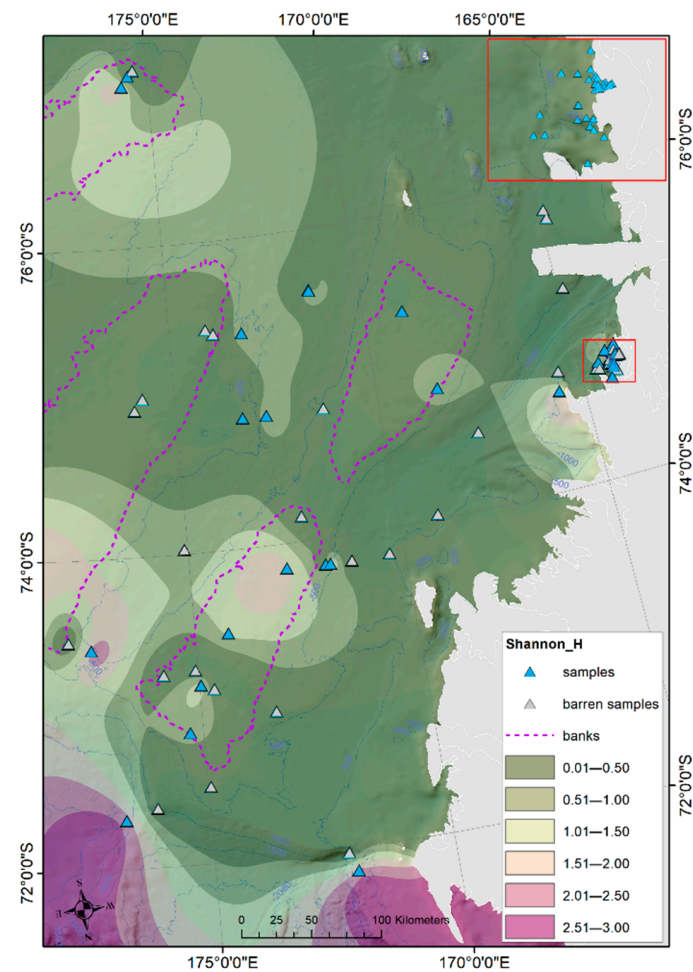 175°0'0"E 170°0'0"E 165°0'0"E
76°0'0"S
76°0'0"S
74°0'0"S
-1000
-500
74°0'0"S
Shannon_H
samples
barren samples
banks
0.01—0.50
0.51—1.00
1.01—1.50
1.51—2.00
2.01—2.50
2.51—3.00
72°0'0"S
72°0'0"S
S
E W
N
0 25 50 100 Kilometers
175°0'0"E 170°0'0"E